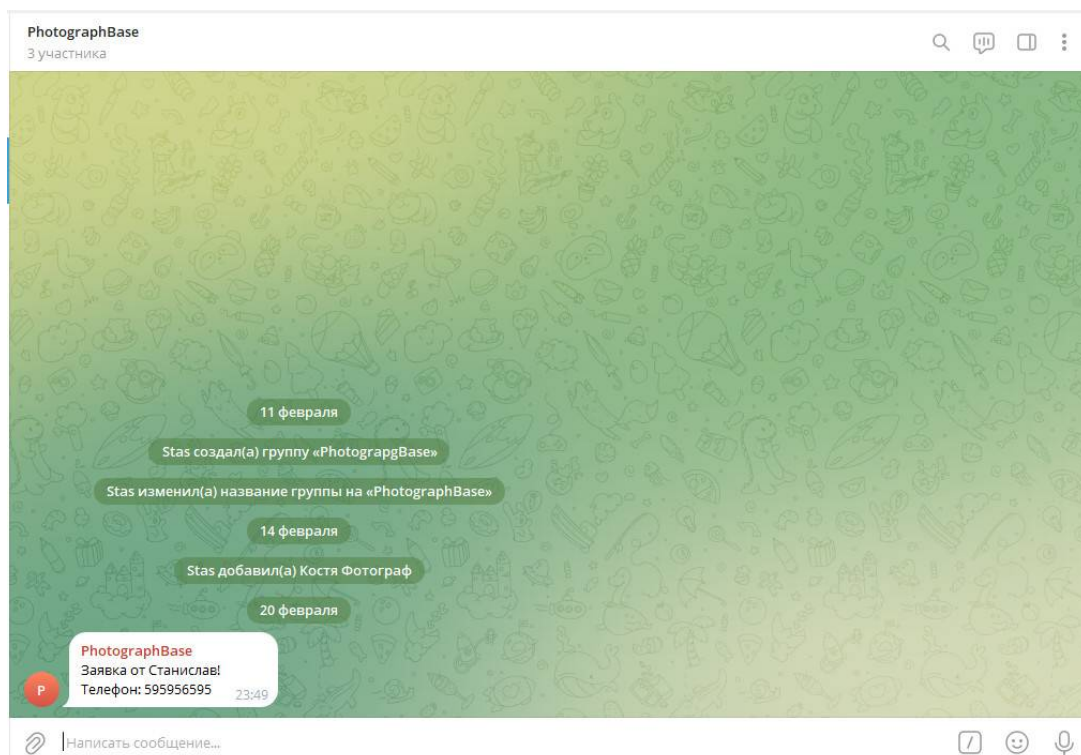 PhotographBase
3 участника
11 февраля
Stas создал(а) группу «PhotograpgBase»
Stas изменил(а) название группы на «PhotographBase»
14 февраля
Stas добавил(а) Костя Фотограф
20 февраля
PhotographBase
Заявка от Станислав!
Телефон: 595956595 23:49
P
Написать сообщение...